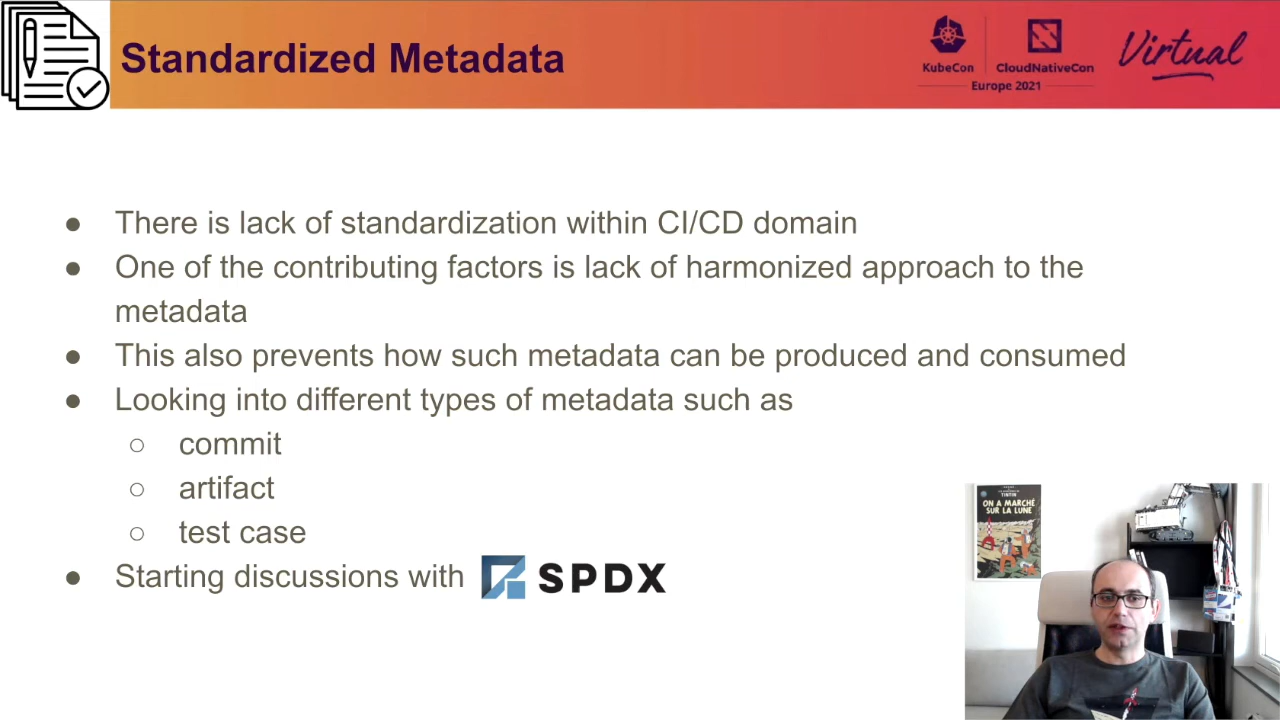 Standardized Metadata
KubeCon
CloudNativeCon
Europe 2021
Virtual
● There is lack of standardization within CI/CD domain
● One of the contributing factors is lack of harmonized approach to the
metadata
● This also prevents how such metadata can be produced and consumed
● Looking into different types of metadata such as
○ commit
○ artifact
○ test case
● Starting discussions with SPDX
TINTIN
ON A MARCHÉ
SUR LA LUNE